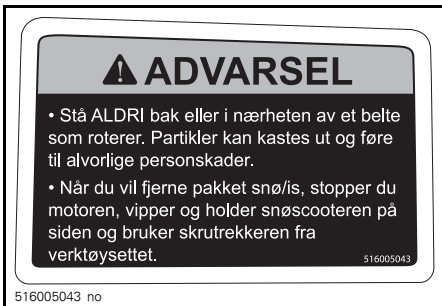 ADVARSEL
• Stå ALDRI bak eller i nærheten av et belte
som roterer. Partikler kan kastes ut og føre
til alvorlige personskader.
• Når du vil fjerne pakket snø/is, stopper du
motoren, vipper og holder snøscooteren på
siden og bruker skrutrekkeren fra
verktøysettet.
516005043
516005043 no